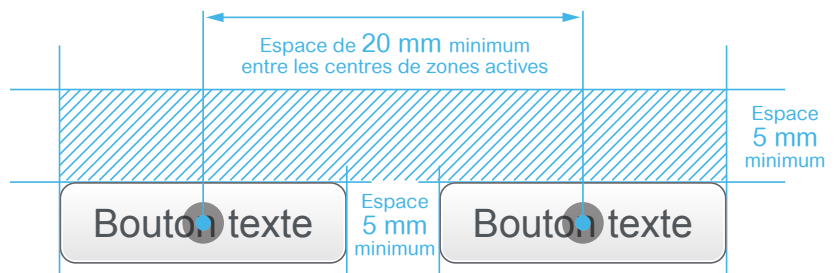 Espace de 20 mm minimum
entre les centres de zones actives
Espace
5 mm
minimum
Bouton texte
Espace
5 mm
minimum
Bouton texte